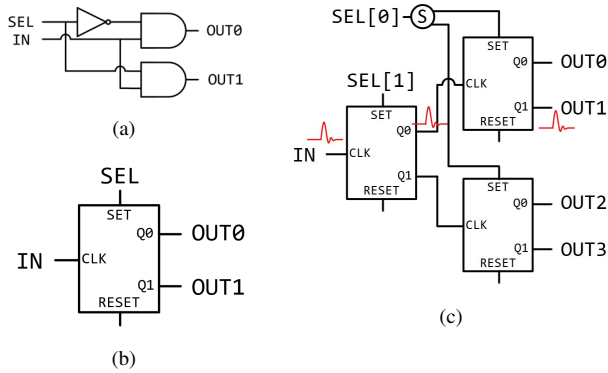 SEL
IN
OUT0
OUT1
(a)
SEL
SET
Q0
OUT0
IN
CLK
Q1
OUT1
RESET
(b)
SEL[0]
S
SET
Q0
OUT0
CLK
Q1
OUT1
RESET
SEL[1]
SET
Q0
IN
CLK
Q1
RESET
SET
Q0
OUT2
CLK
Q1
OUT3
RESET
(c)